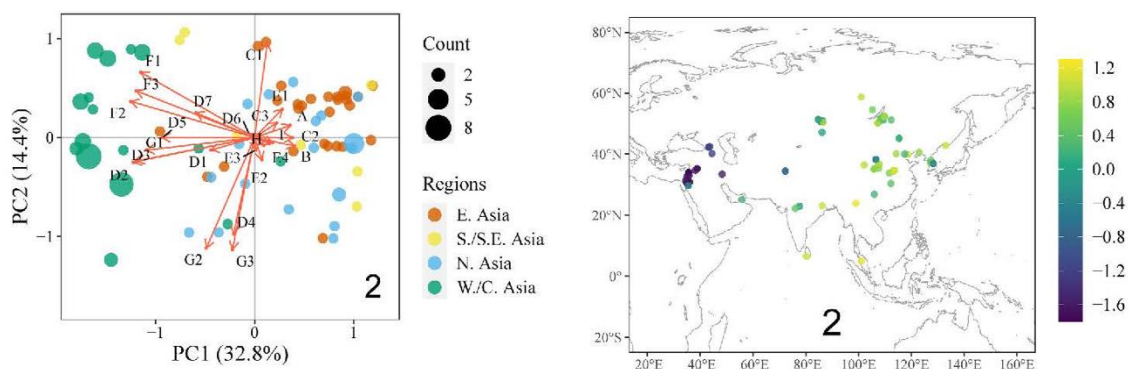 PC2 (14.4%)
1
0
−1
C1
F1
F3
F2
D7
D6
C3
E1
A
D5
H
I
C2
G1
D3
D1
E3
E4
B
D2
E2
D4
G2
G3
2
−1
0
1
PC1 (32.8%)
Count
2
5
8
Regions
E. Asia
S./S.E. Asia
N. Asia
W./C. Asia
80°N
60°N
40°N
20°N
0°
20°S
2
20°E
40°E
60°E
80°E
100°E
120°E
140°E
160°E
1.2
0.8
0.4
0.0
−0.4
−0.8
−1.2
−1.6